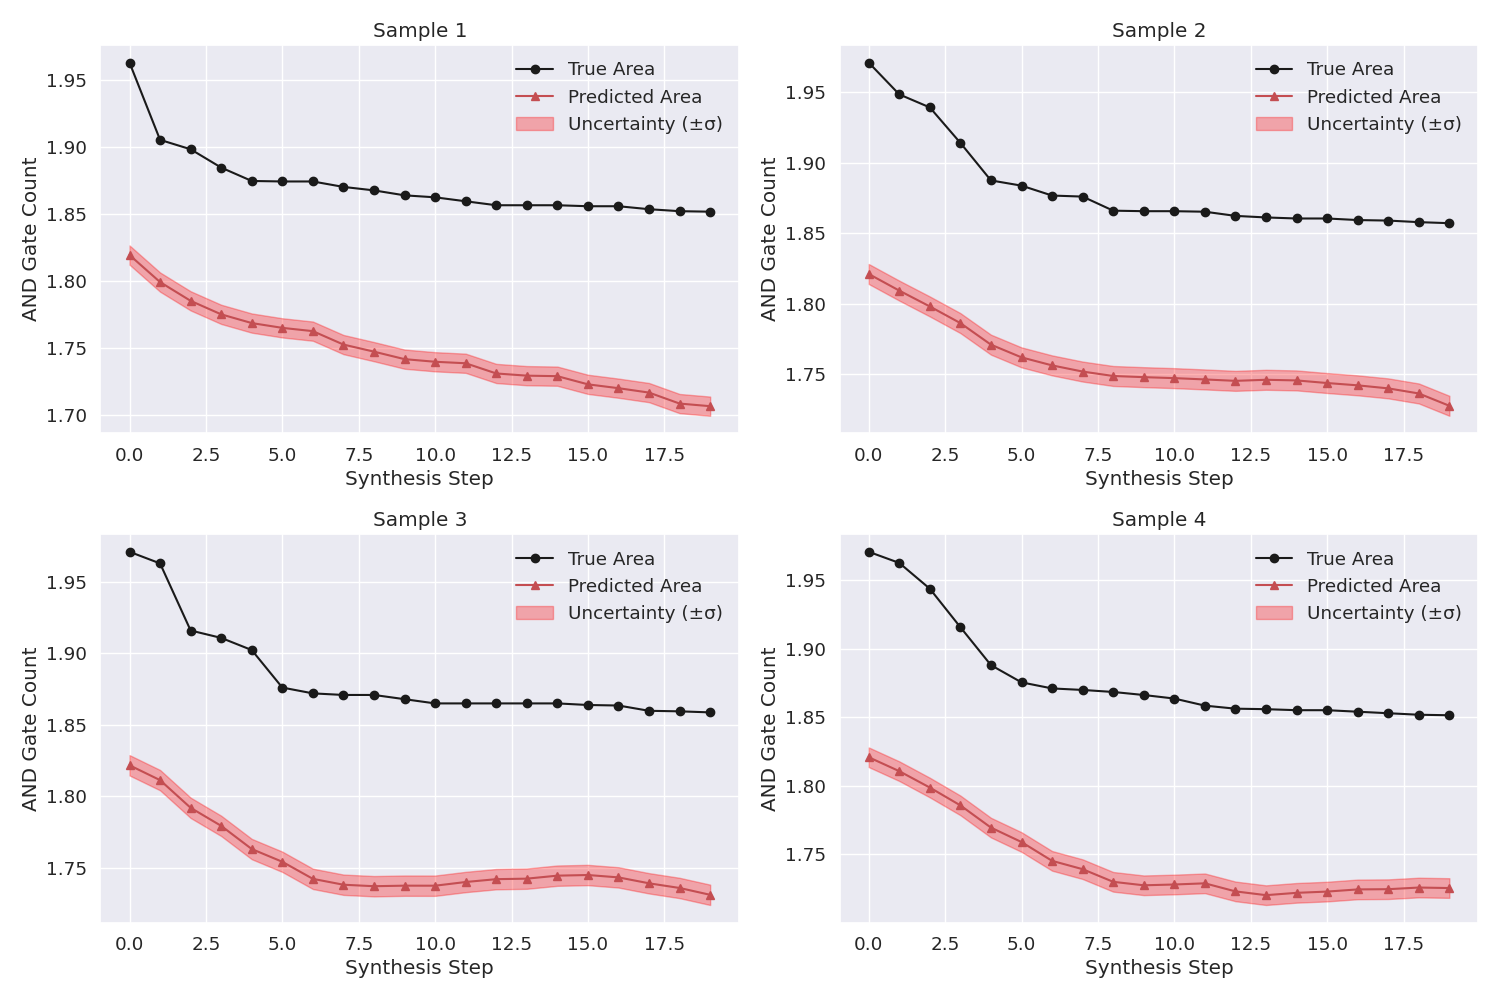 Sample 1
AND Gate Count
1.95
1.90
1.85
1.80
1.75
1.70
True Area
Predicted Area
Uncertainty (±σ)
0.0 2.5 5.0 7.5 10.0 12.5 15.0 17.5
Synthesis Step
Sample 2
AND Gate Count
1.95
1.90
1.85
1.80
1.75
True Area
Predicted Area
Uncertainty (±σ)
0.0 2.5 5.0 7.5 10.0 12.5 15.0 17.5
Synthesis Step
Sample 3
AND Gate Count
1.95
1.90
1.85
1.80
1.75
True Area
Predicted Area
Uncertainty (±σ)
0.0 2.5 5.0 7.5 10.0 12.5 15.0 17.5
Synthesis Step
Sample 4
AND Gate Count
1.95
1.90
1.85
1.80
1.75
True Area
Predicted Area
Uncertainty (±σ)
0.0 2.5 5.0 7.5 10.0 12.5 15.0 17.5
Synthesis Step